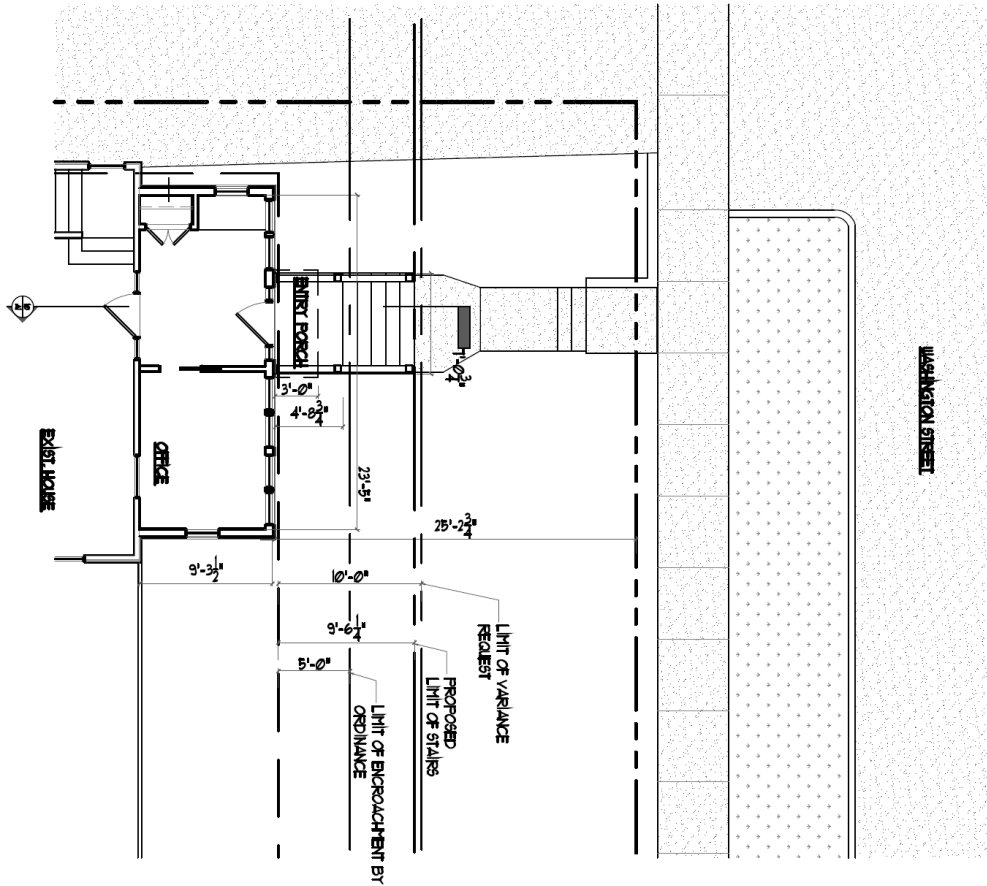 WASHINGTON STREET
ENTRY PORCH
7'-0 3/4"
3'-0"
4'-8 3/4"
OFFICE
EXIST. HOUSE
23'-5"
25'-2 3/4"
9'-3 1/2"
10'-0"
9'-6 1/4"
5'-0"
LIMIT OF VARIANCE
REQUEST
PROPOSED
LIMIT OF STAIRS
LIMIT OF ENCROACHMENT BY
ORDINANCE